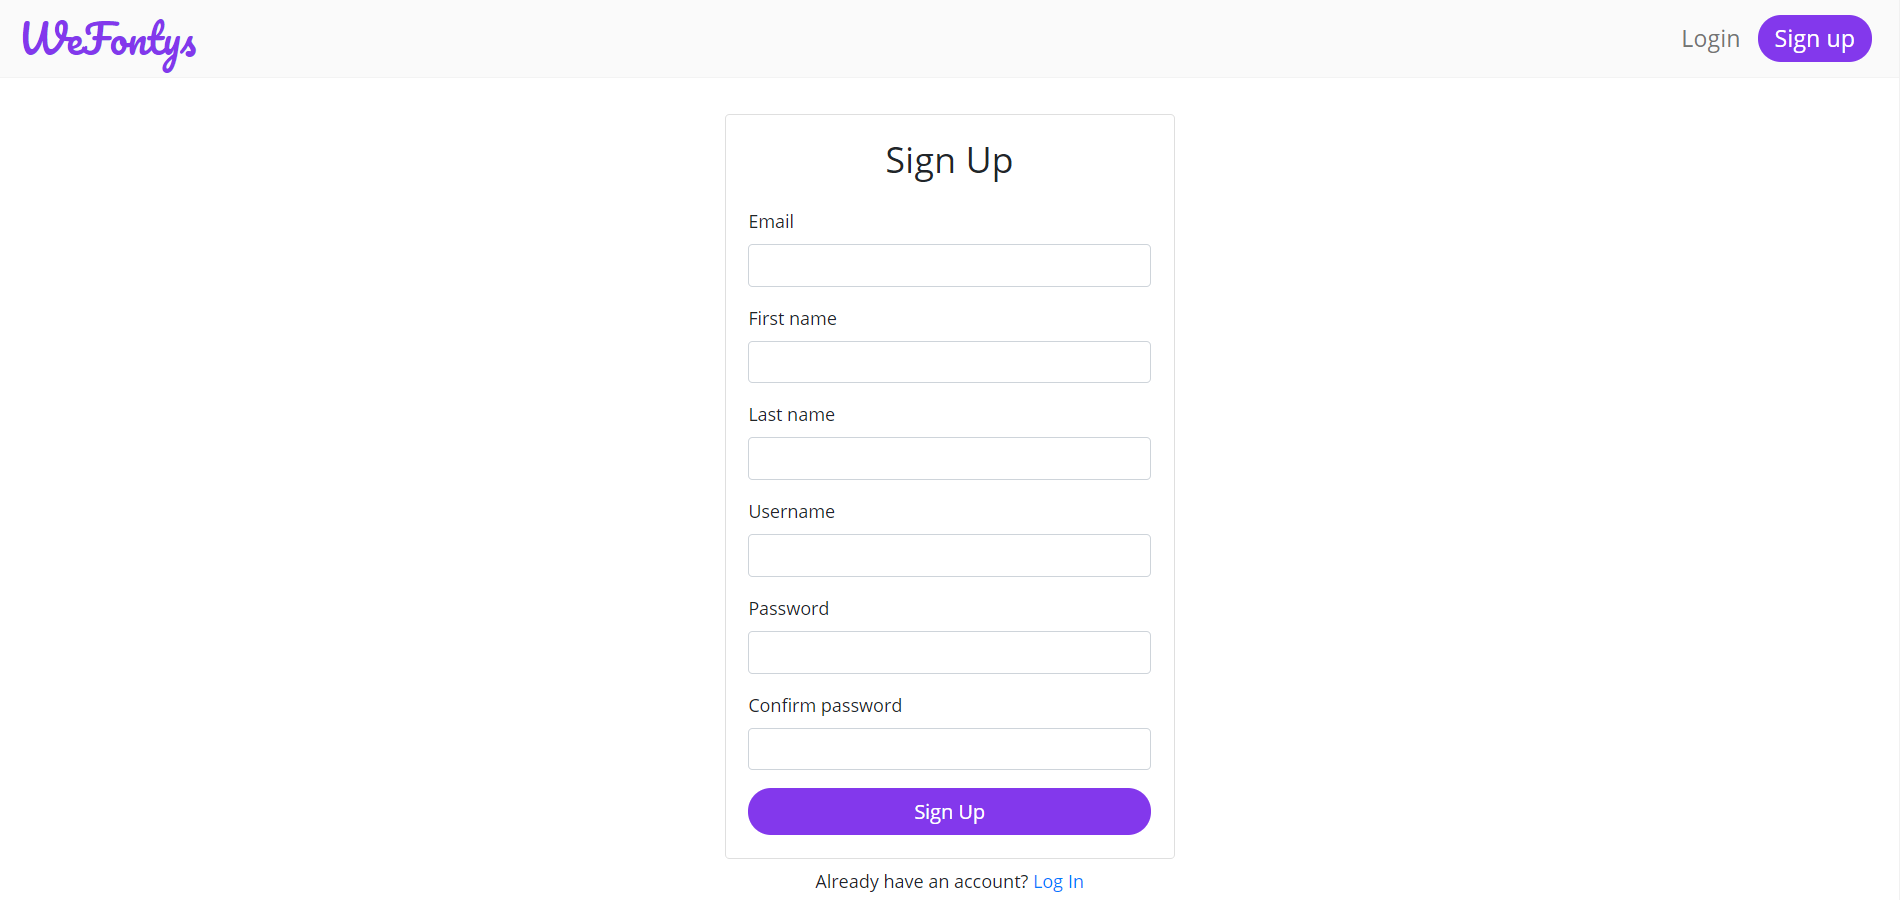 WeFontys
Login
Sign up
Sign Up
Email
First name
Last name
Username
Password
Confirm password
Sign Up
Already have an account? Log In